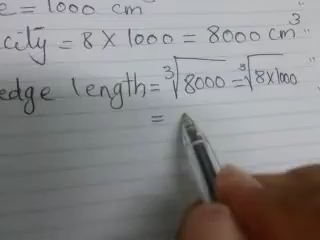 e = 1000 cm
city = 8 × 1000 = 8000 cm³"
edge length = ∛8000 = ∛8×1000
=